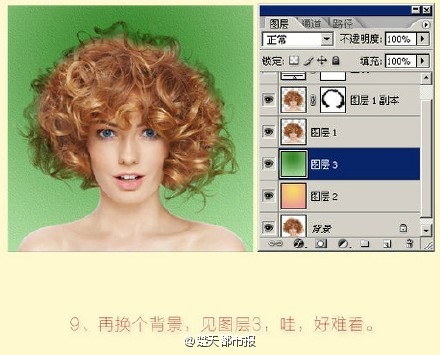 图层 通道 路径
正常 不透明度: 100%
锁定: 填充: 100%
图层 1 副本
图层 1
图层 3
图层 2
背景
9、再换个背景，见图层3，哇，好难看。
@楚天都市报